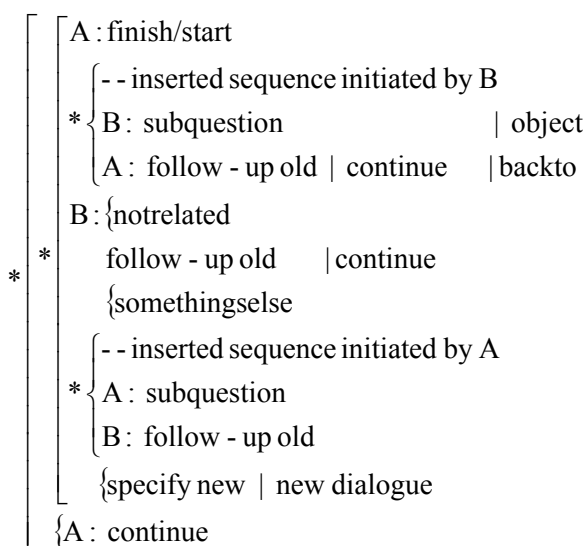 A : finish/start
- - inserted sequence initiated by B
* { B : subquestion | object
A : follow - up old | continue | backto
B : {notrelated
* * follow - up old | continue
{somethingselse
- - inserted sequence initiated by A
* { A : subquestion
B : follow - up old
{specify new | new dialogue
{A : continue